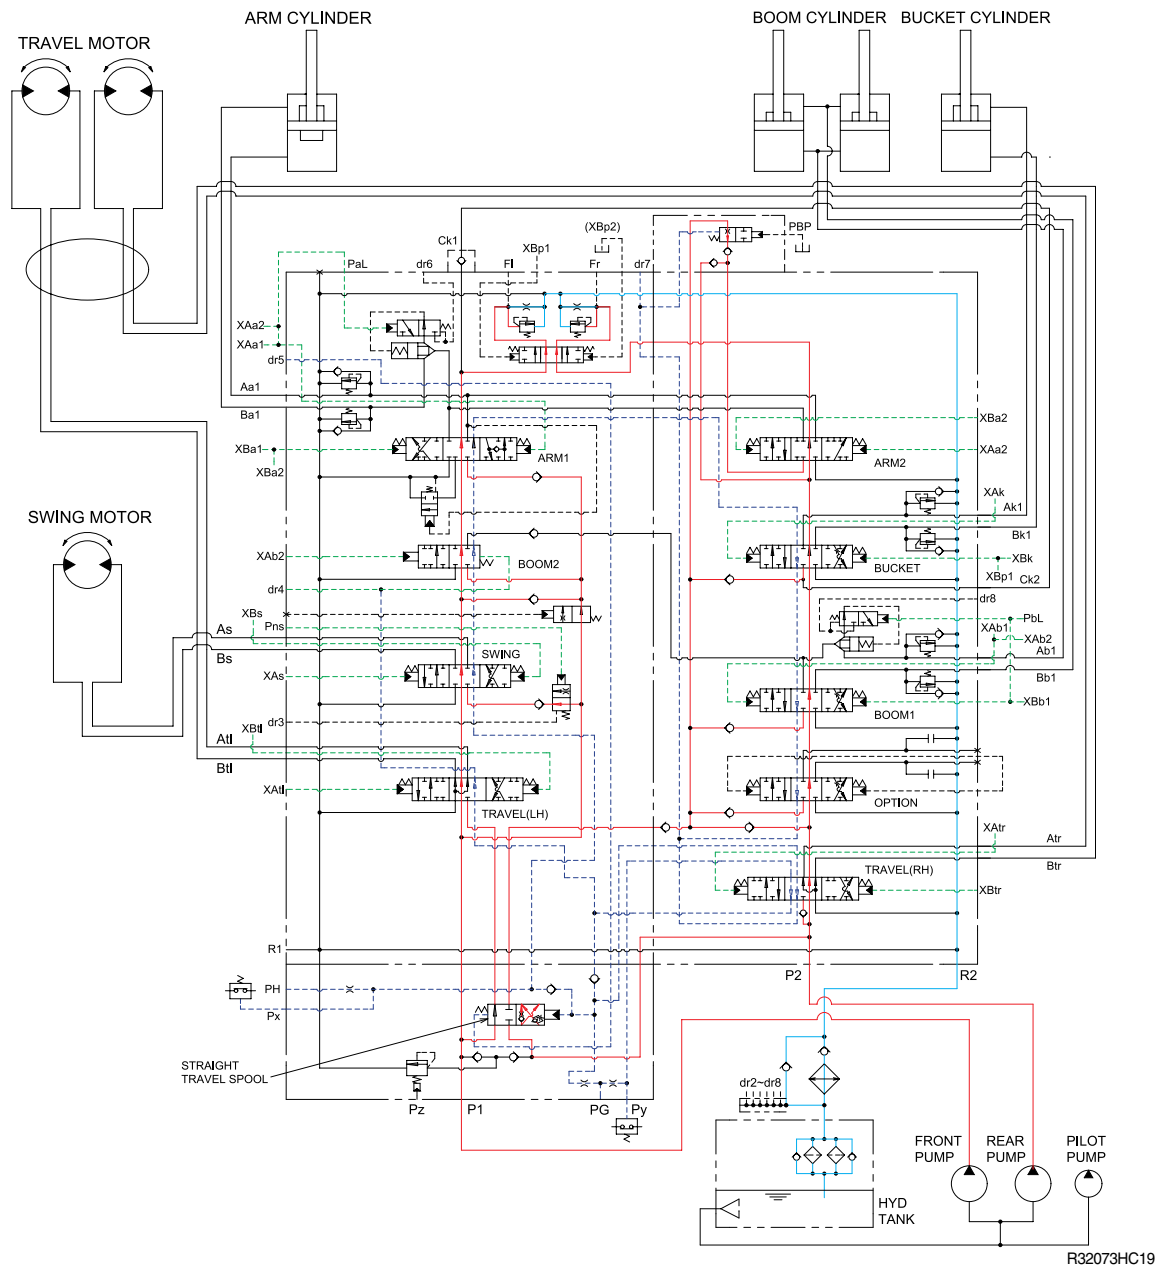 ARM CYLINDER
BOOM CYLINDER
BUCKET CYLINDER
TRAVEL MOTOR
(XBp2)
PBP
Ck1
XBp1
PaL
dr6
Fl
Fr
dr7
XAa2
XAa1
dr5
Aa1
Ba1
XBa1
XBa2
ARM1
XBa2
XAa2
ARM2
XAk
Ak1
Bk1
SWING MOTOR
XAb2
BOOM2
BUCKET
XBk
XBp1
Ck2
dr4
dr8
XBs
Pns
PbL
XAb1
XAb2
As
Bs
SWING
Ab1
Bb1
XAs
BOOM1
XBb1
dr3
XBtl
Atl
Btl
XAtl
TRAVEL(LH)
OPTION
XAtr
Atr
Btr
TRAVEL(RH)
XBtr
R1
P2
R2
PH
Px
STRAIGHT
TRAVEL SPOOL
dr2~dr8
Pz
P1
PG
Py
FRONT
PUMP
REAR
PUMP
PILOT
PUMP
HYD
TANK
R32073HC19